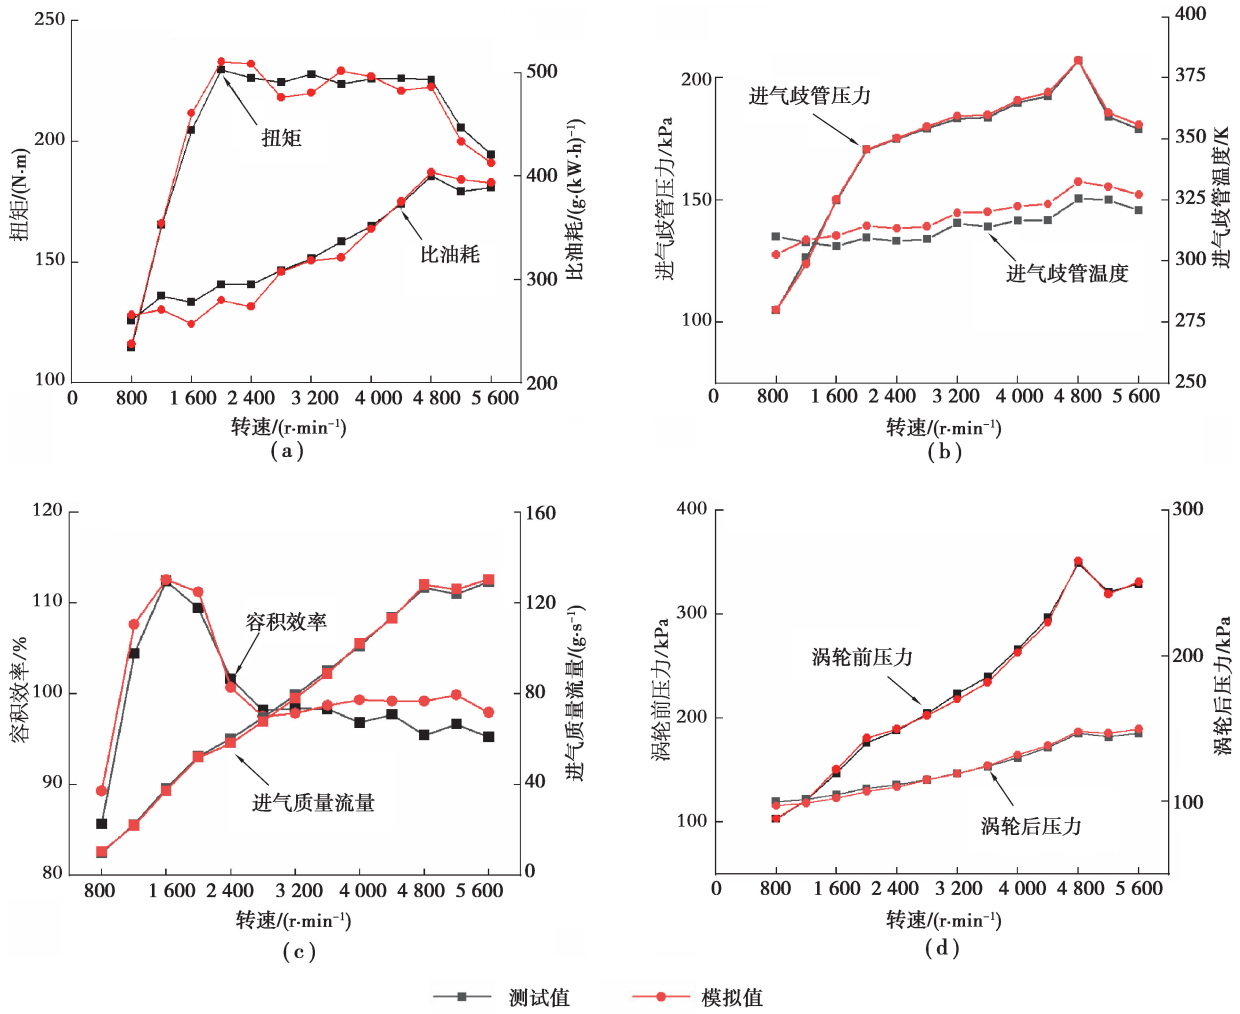 250
200
150
100
扭矩/(N·m)
500
400
300
200
比油耗/(g·(kW·h)⁻¹)
扭矩
比油耗
0 800 1 600 2 400 3 200 4 000 4 800 5 600
转速/(r·min⁻¹)
(a)
200
150
100
进气歧管压力/kPa
400
375
350
325
300
275
250
进气歧管温度/K
进气歧管压力
进气歧管温度
0 800 1 600 2 400 3 200 4 000 4 800 5 600
转速/(r·min⁻¹)
(b)
120
110
100
90
80
容积效率/%
160
120
80
40
0
进气质量流量/(g·s⁻¹)
容积效率
进气质量流量
800 1 600 2 400 3 200 4 000 4 800 5 600
转速/(r·min⁻¹)
(c)
400
300
200
100
涡轮前压力/kPa
300
200
100
涡轮后压力/kPa
涡轮前压力
涡轮后压力
0 800 1 600 2 400 3 200 4 000 4 800 5 600
转速/(r·min⁻¹)
(d)
测试值 模拟值